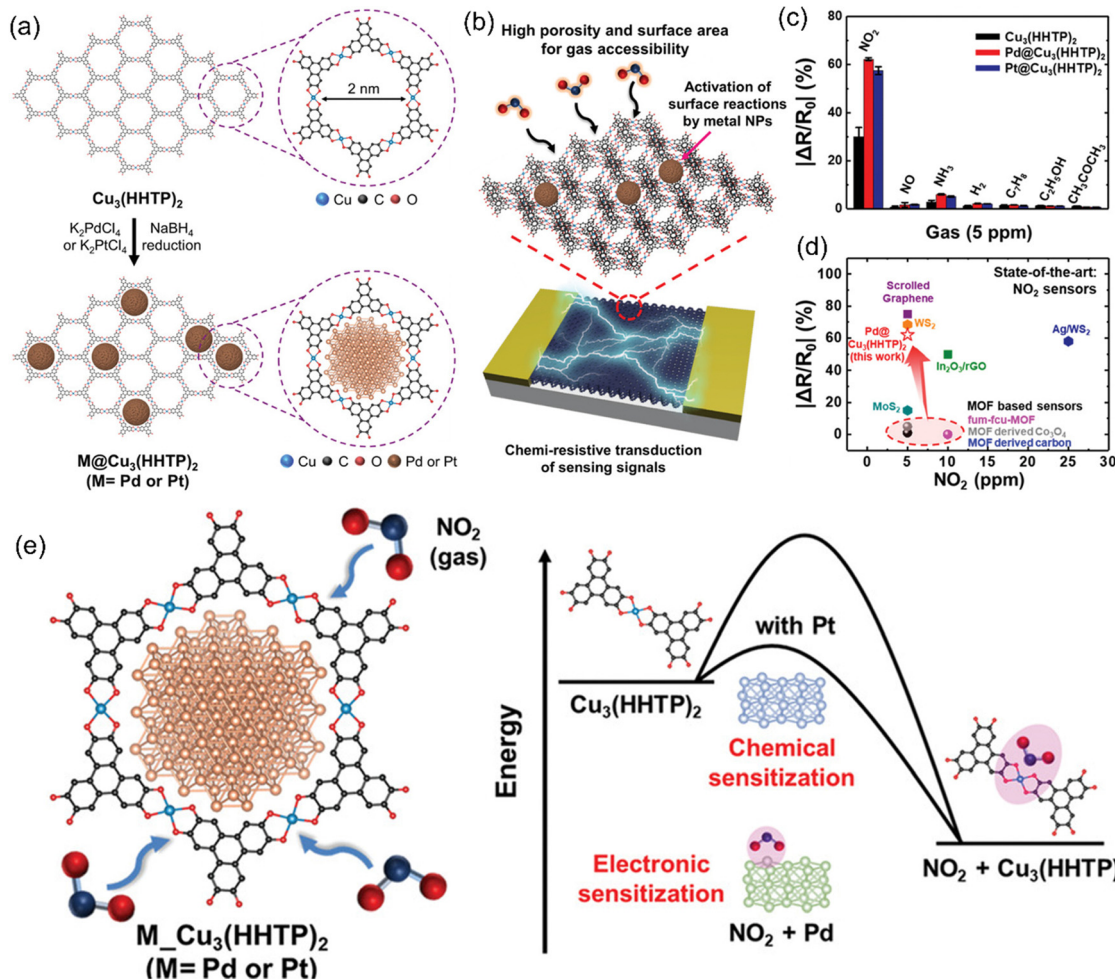 (a)
2 nm
Cu₃(HHTP)₂
Cu C O
K₂PdCl₄
or K₂PtCl₄
NaBH₄
reduction
M@Cu₃(HHTP)₂
(M= Pd or Pt)
Cu C O Pd or Pt
(b)
High porosity and surface area
for gas accessibility
Activation of
surface reactions
by metal NPs
Chemi-resistive transduction
of sensing signals
(c)
|ΔR/R₀| (%)
80
60
40
20
0
Cu₃(HHTP)₂
Pd@Cu₃(HHTP)₂
Pt@Cu₃(HHTP)₂
NO₂
NO
NH₃
H₂
C₇H₈
C₂H₅OH
CH₃COCH₃
Gas (5 ppm)
(d)
|ΔR/R₀| (%)
100
80
60
40
20
0
State-of-the-art:
NO₂ sensors
Scrolled
Graphene
WS₂
Pd@
Cu₃(HHTP)₂
(this work)
Ag/WS₂
In₂O₃/rGO
MoS₂
MOF based sensors
fum-fcu-MOF
MOF derived Co₃O₄
MOF derived carbon
0 5 10 15 20 25 30
NO₂ (ppm)
(e)
NO₂
(gas)
M_Cu₃(HHTP)₂
(M= Pd or Pt)
Energy
with Pt
Cu₃(HHTP)₂
Chemical
sensitization
Electronic
sensitization
NO₂ + Pd
NO₂ + Cu₃(HHTP)